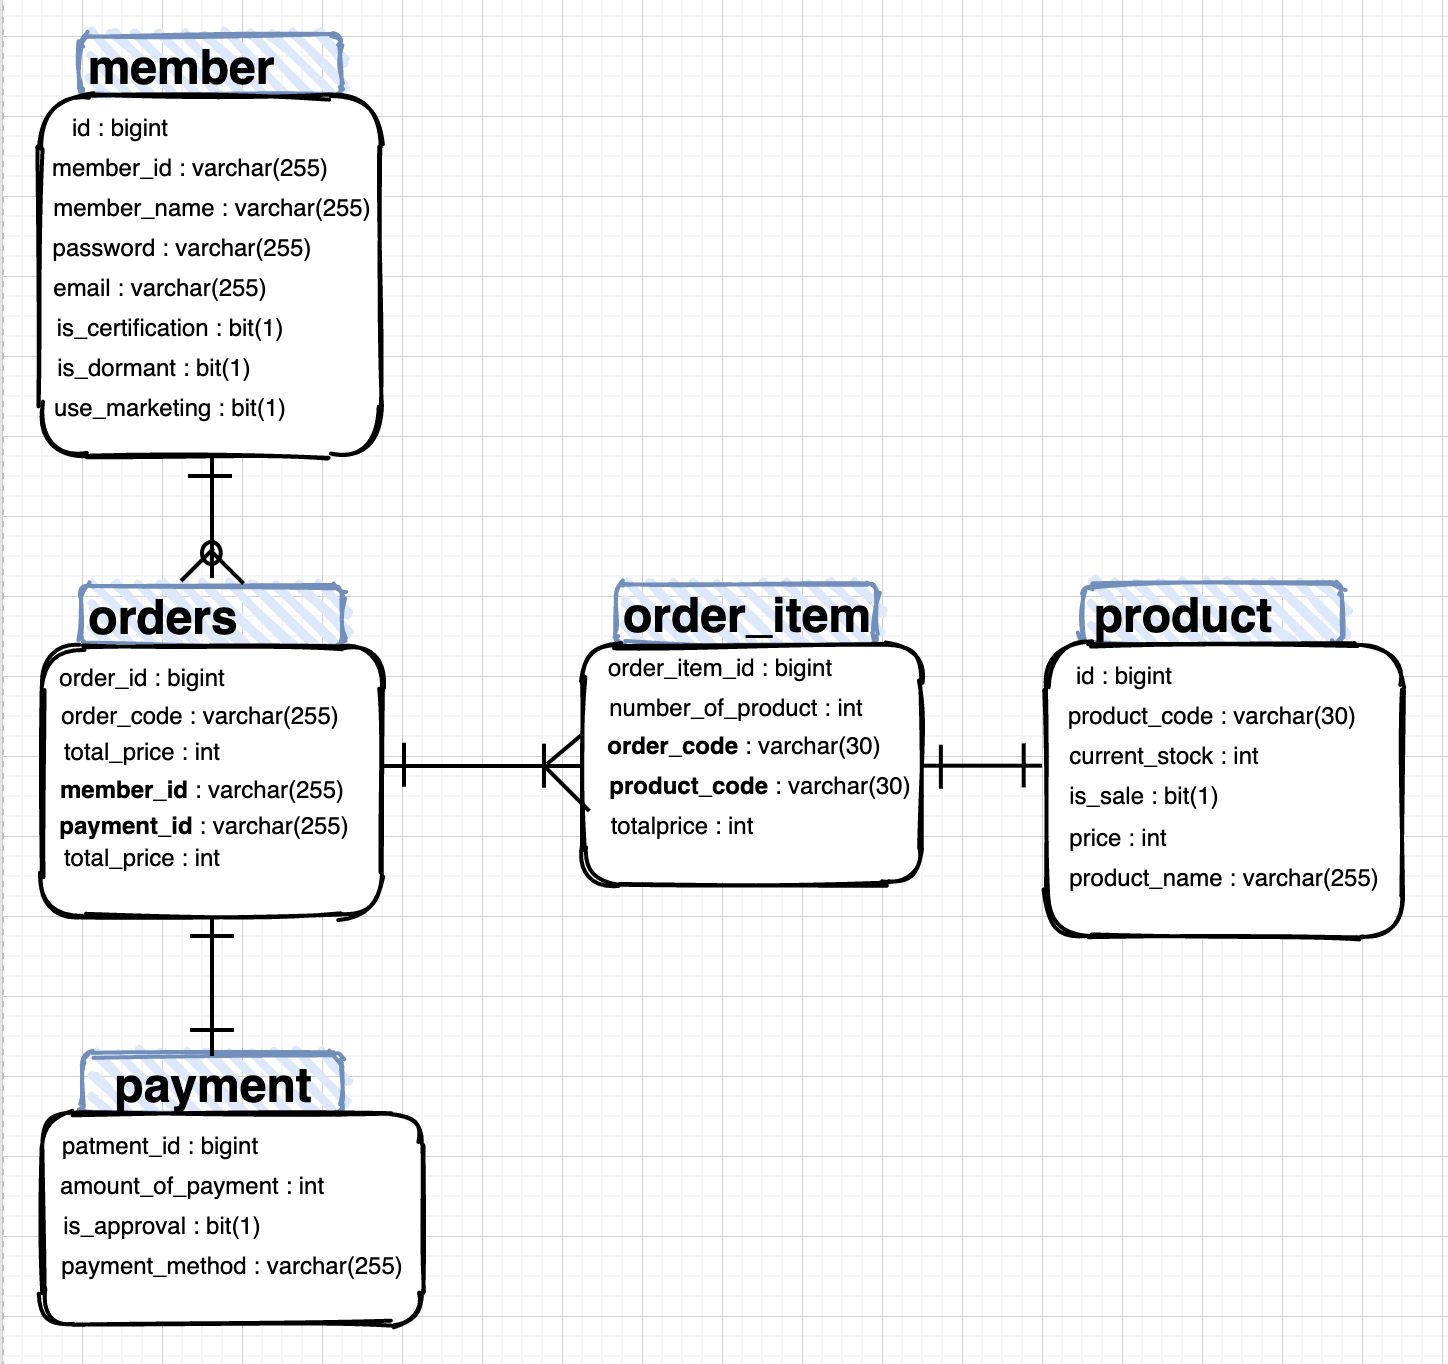 member
id : bigint
member_id : varchar(255)
member_name : varchar(255)
password : varchar(255)
email : varchar(255)
is_certification : bit(1)
is_dormant : bit(1)
use_marketing : bit(1)
orders
order_id : bigint
order_code : varchar(255)
total_price : int
member_id : varchar(255)
payment_id : varchar(255)
total_price : int
order_item
order_item_id : bigint
number_of_product : int
order_code : varchar(30)
product_code : varchar(30)
totalprice : int
product
id : bigint
product_code : varchar(30)
current_stock : int
is_sale : bit(1)
price : int
product_name : varchar(255)
payment
patment_id : bigint
amount_of_payment : int
is_approval : bit(1)
payment_method : varchar(255)